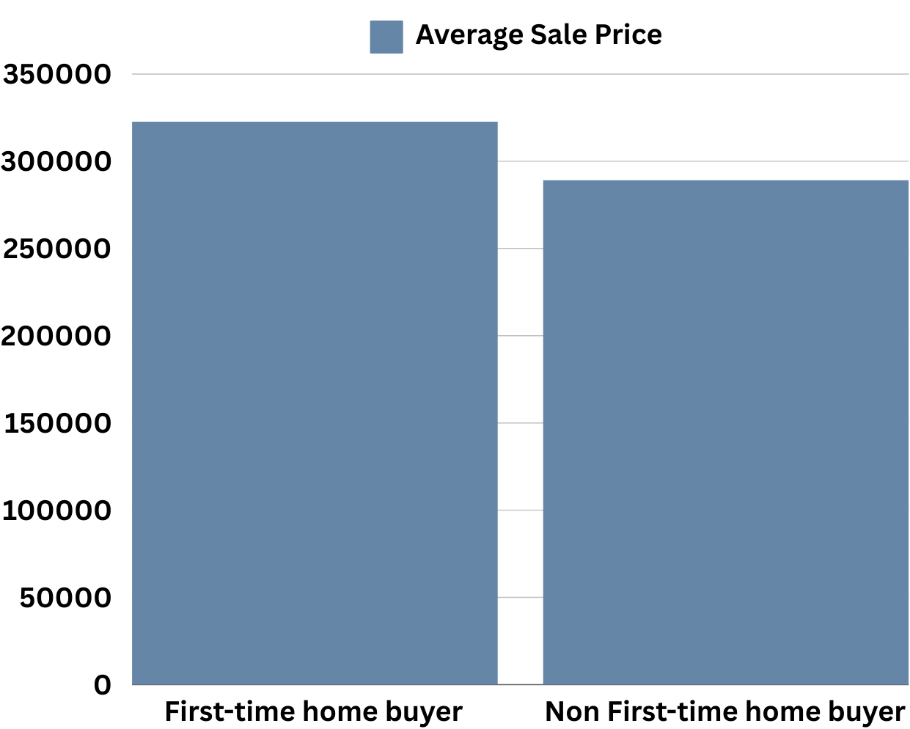 Average Sale Price
350000
300000
250000
200000
150000
100000
50000
0
First-time home buyer
Non First-time home buyer